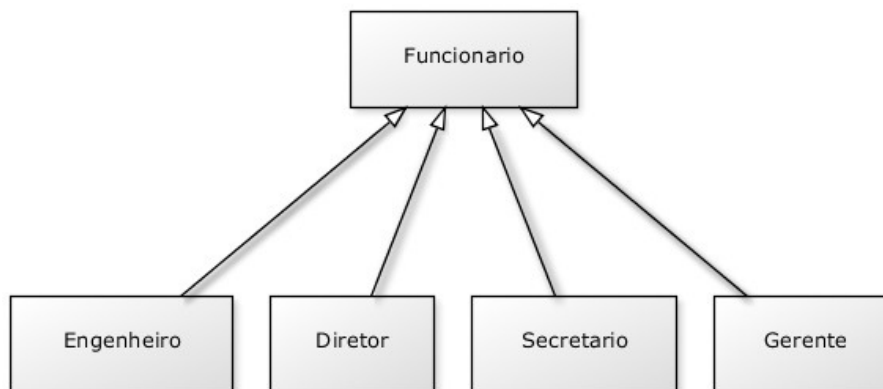 Funcionario
Engenheiro
Diretor
Secretario
Gerente